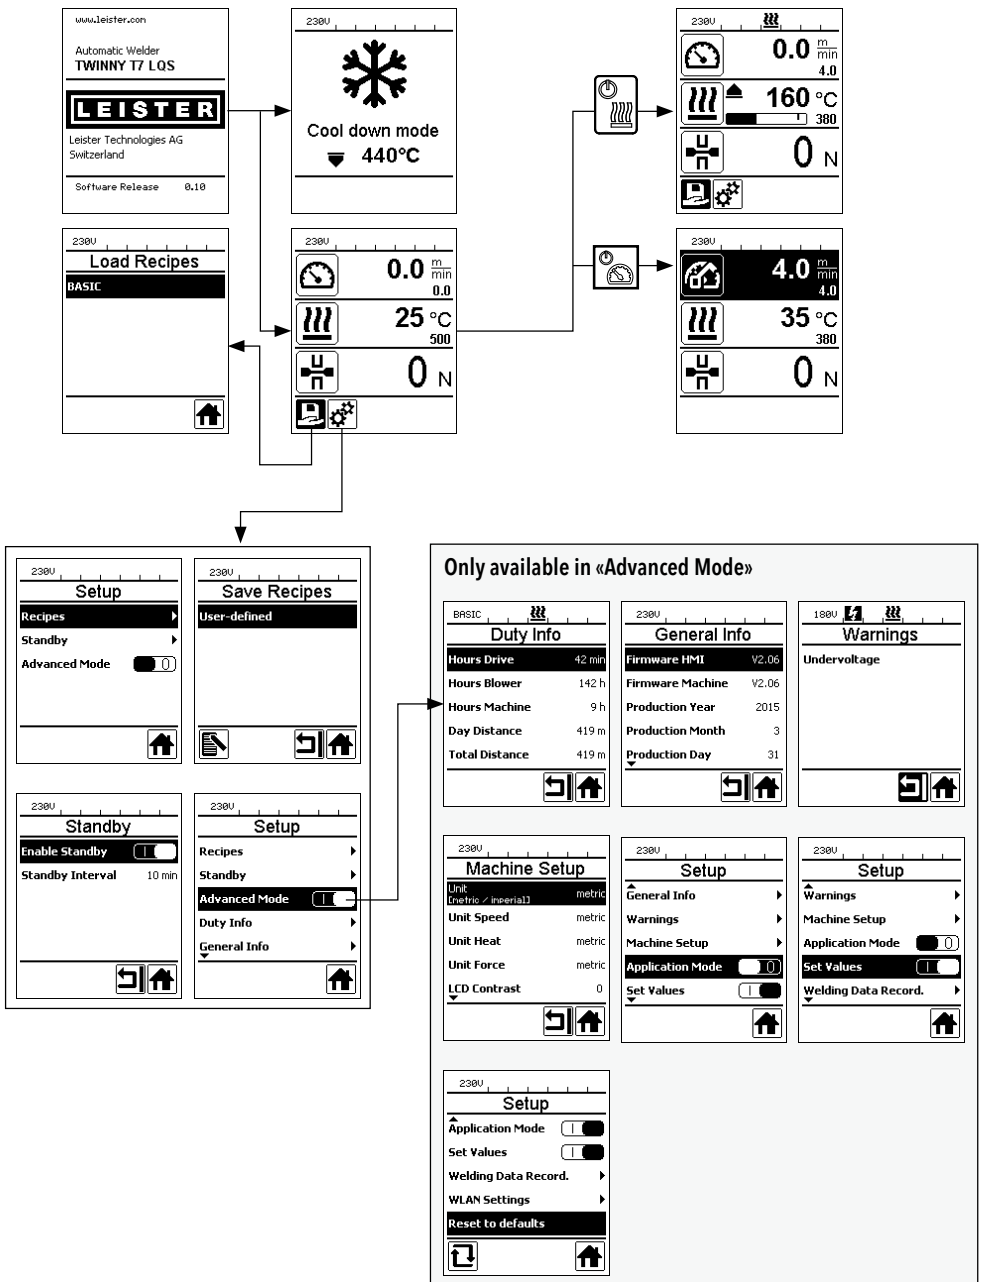 www.leister.com
Automatic Welder
TWINNY T7 LQS
LEISTER
Leister Technologies AG
Switzerland
Software Release 0.10
230V
Cool down mode
440°C
230V
0.0 m/min
4.0
160 °C
380
0 N
230V
Load Recipes
BASIC
230V
0.0 m/min
0.0
25 °C
500
0 N
230V
4.0 m/min
4.0
35 °C
380
0 N
230V
Setup
Recipes
Standby
Advanced Mode 0
230V
Save Recipes
User-defined
230V
Standby
Enable Standby I
Standby Interval 10 min
230V
Setup
Recipes
Standby
Advanced Mode I
Duty Info
General Info
Only available in «Advanced Mode»
BASIC
Duty Info
Hours Drive 42 min
Hours Blower 142 h
Hours Machine 9 h
Day Distance 419 m
Total Distance 419 m
230V
General Info
Firmware HMI V2.06
Firmware Machine V2.06
Production Year 2015
Production Month 3
Production Day 31
180V
Warnings
Undervoltage
230V
Machine Setup
Unit
[metric / inperial] metric
Unit Speed metric
Unit Heat metric
Unit Force metric
LCD Contrast 0
230V
Setup
General Info
Warnings
Machine Setup
Application Mode 0
Set Values I
230V
Setup
Warnings
Machine Setup
Application Mode 0
Set Values I
Welding Data Record.
230V
Setup
Application Mode I
Set Values I
Welding Data Record.
WLAN Settings
Reset to defaults